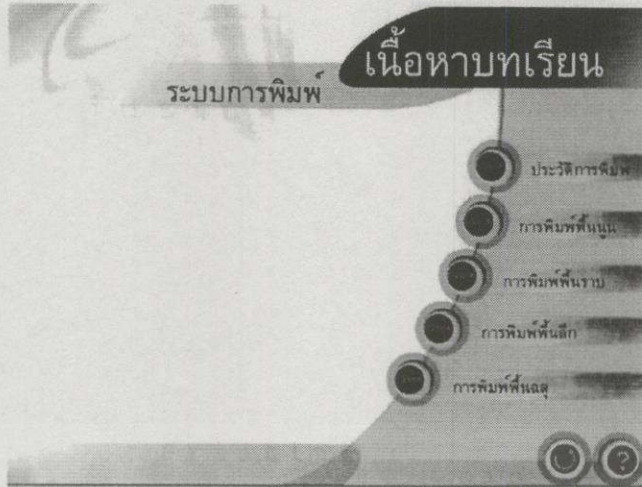 เนื้อหาบทเรียน
ระบบการพิมพ์
ประวัติการพิมพ์
การพิมพ์พื้นนูน
การพิมพ์พื้นราบ
การพิมพ์พื้นลึก
การพิมพ์พื้นฉลุ
?